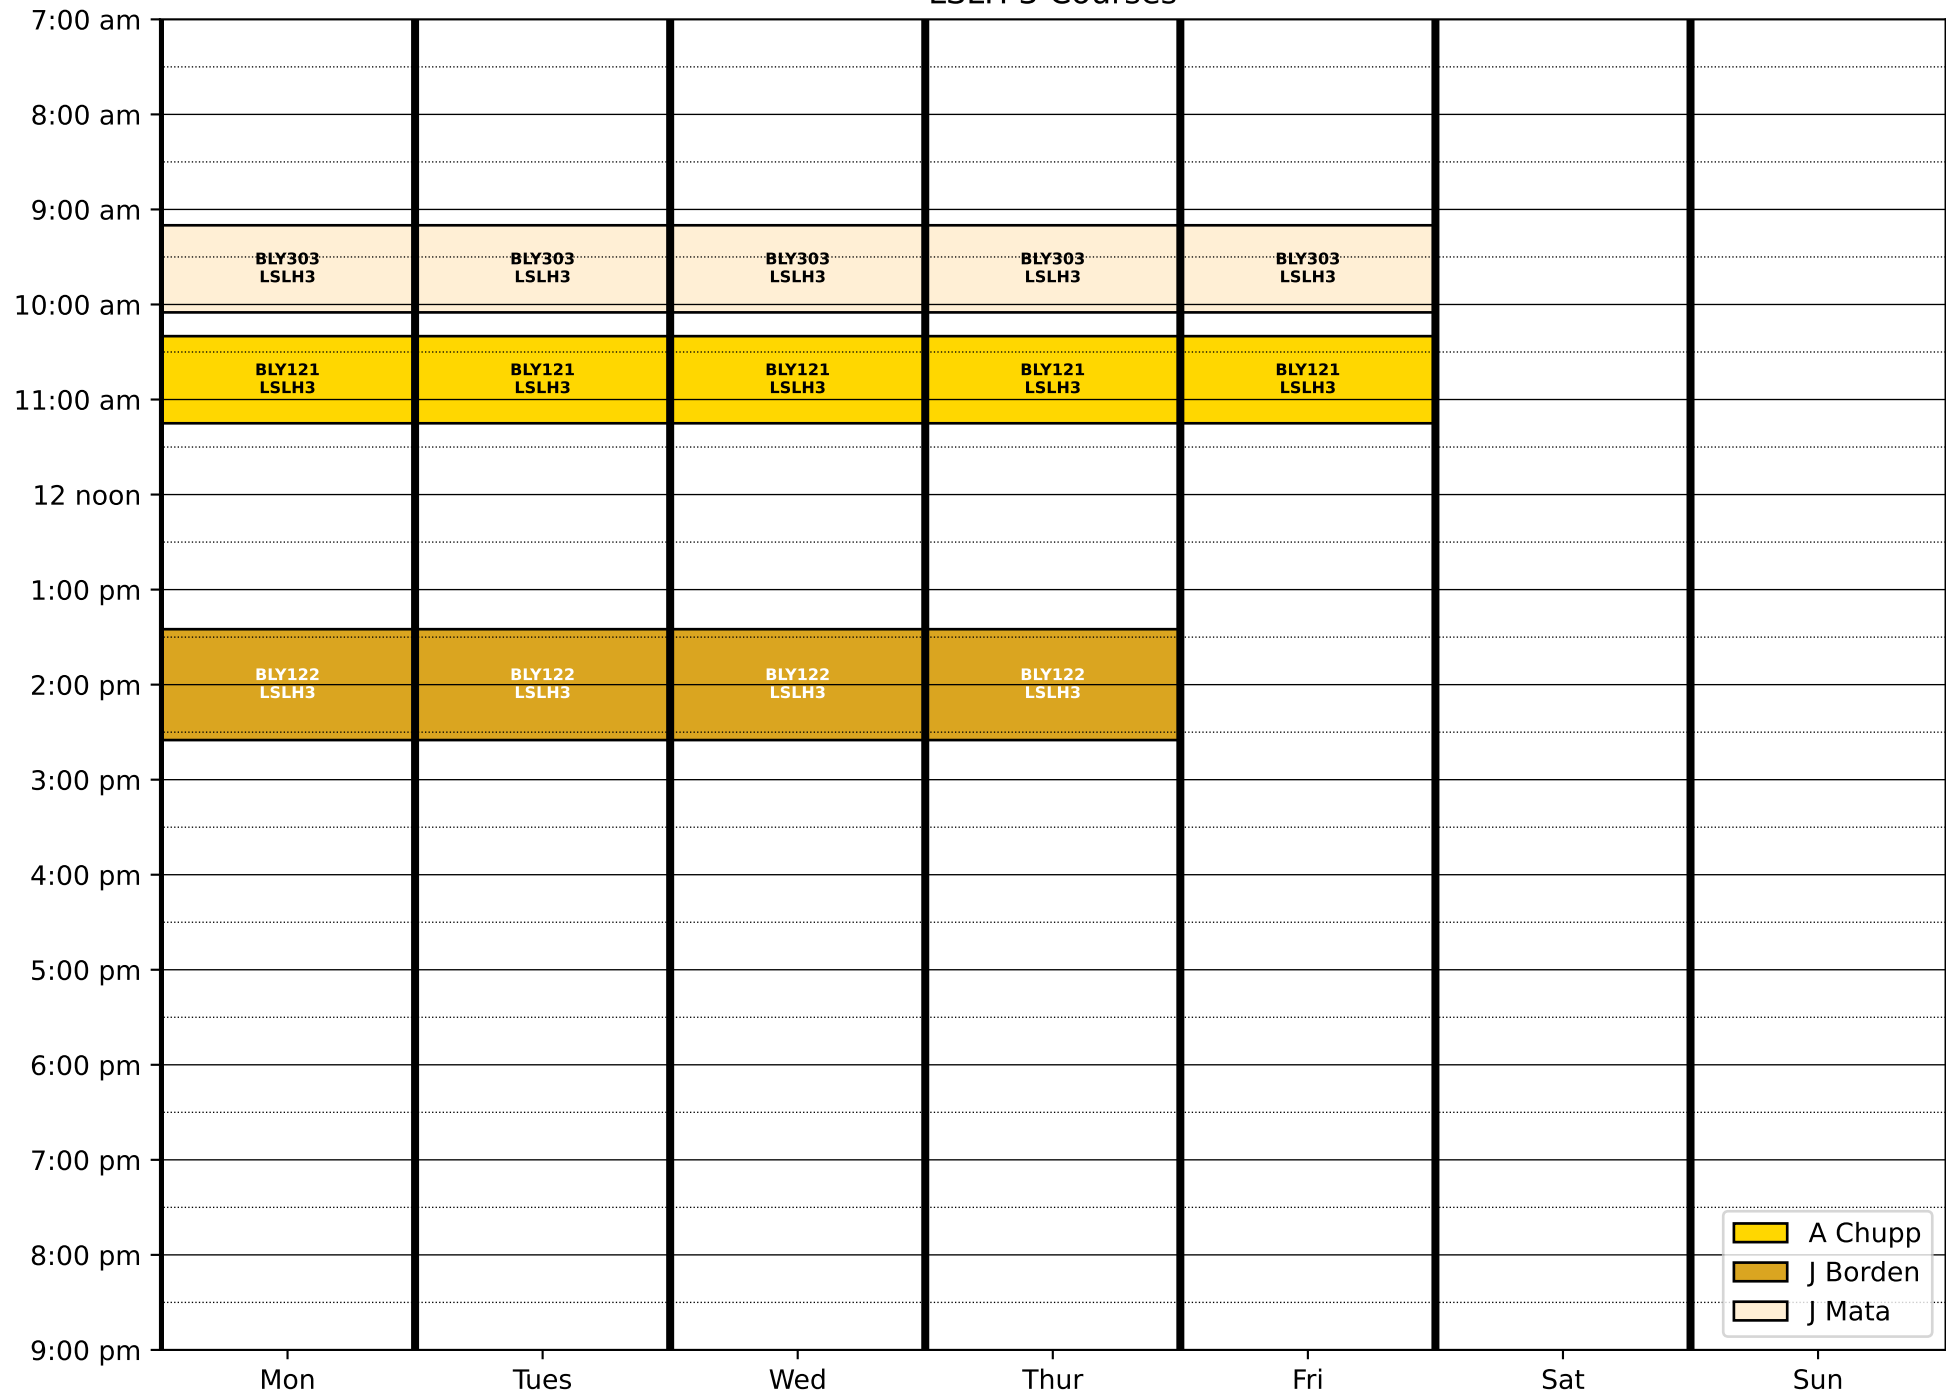 LSLH 3 Courses
7:00 am
8:00 am
9:00 am
BLY303 BLY303 BLY303 BLY303 BLY303
LSLH3 LSLH3 LSLH3 LSLH3 LSLH3
10:00 am
BLY121 BLY121 BLY121 BLY121 BLY121
LSLH3 LSLH3 LSLH3 LSLH3 LSLH3
11:00 am
12 noon
1:00 pm
BLY122 BLY122 BLY122 BLY122
2:00 pm
LSLH3 LSLH3 LSLH3 LSLH3
3:00 pm
4:00 pm
5:00 pm
6:00 pm
7:00 pm
A Chupp
8:00 pm
J Borden
J Mata
9:00 pm
Mon Tues Wed Thur Fri Sat Sun